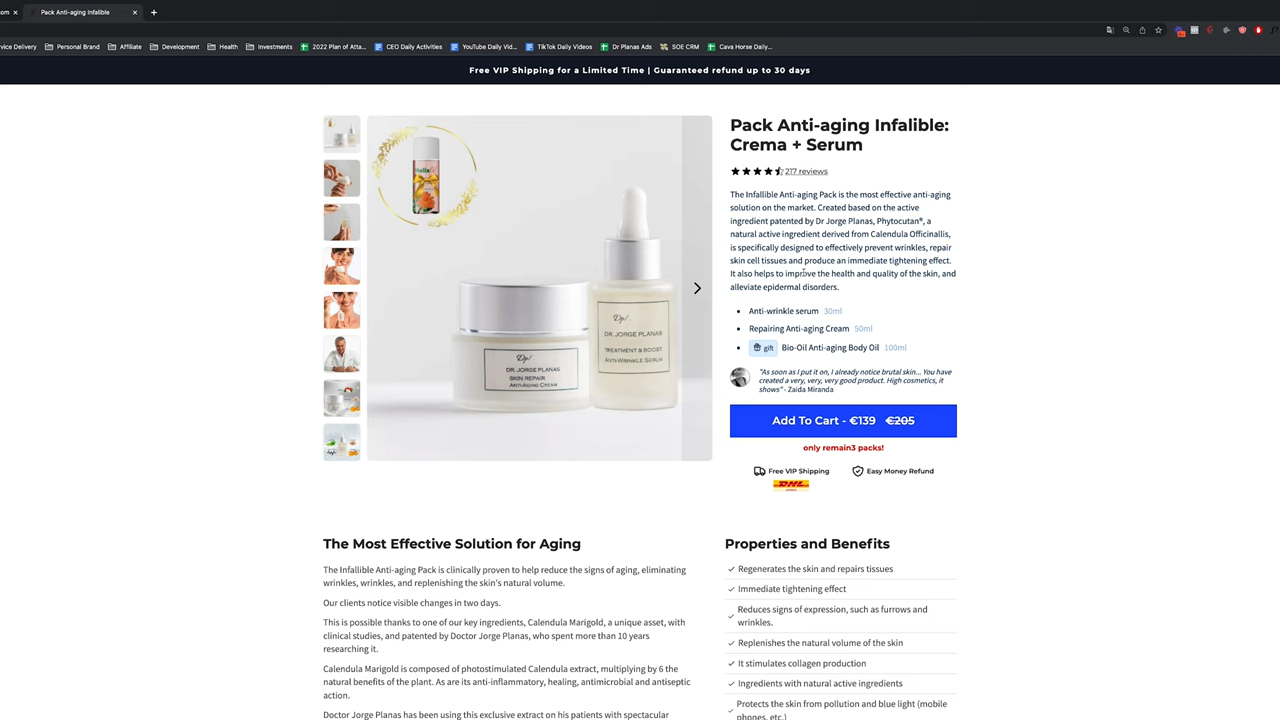 om
Pack Anti-aging Infalible
vice Delivery
Personal Brand
Affiliate
Development
Health
Investments
2022 Plan of Atta...
CEO Daily Activities
YouTube Daily Vid...
TikTok Daily Videos
Dr Planas Ads
SOE CRM
Cava Horse Daily...
Free VIP Shipping for a Limited Time | Guaranteed refund up to 30 days
Pack Anti-aging Infalible:
Crema + Serum
217 reviews
The Infallible Anti-aging Pack is the most effective anti-aging
solution on the market. Created based on the active
ingredient patented by Dr Jorge Planas, Phytocutan®, a
natural active ingredient derived from Calendula Officinallis,
is specifically designed to effectively prevent wrinkles, repair
skin cell tissues and produce an immediate tightening effect.
It also helps to improve the health and quality of the skin, and
alleviate epidermal disorders.
Anti-wrinkle serum 30ml
Repairing Anti-aging Cream 50ml
gift Bio-Oil Anti-aging Body Oil 100ml
"As soon as I put it on, I already notice brutal skin... You have
created a very, very, very good product. High cosmetics, it
shows" - Zaida Miranda
Add To Cart - €139 €205
only remain3 packs!
Free VIP Shipping
DHL
Easy Money Refund
Dp/.
DR. JORGE PLANAS
SKIN REPAIR
ANTI-AGING CREAM
Dp/.
DR. JORGE PLANAS
TREATMENT & BOOST
ANTI-WRINKLE SERUM
The Most Effective Solution for Aging
The Infallible Anti-aging Pack is clinically proven to help reduce the signs of aging, eliminating
wrinkles, wrinkles, and replenishing the skin's natural volume.
Our clients notice visible changes in two days.
This is possible thanks to one of our key ingredients, Calendula Marigold, a unique asset, with
clinical studies, and patented by Doctor Jorge Planas, who spent more than 10 years
researching it.
Calendula Marigold is composed of photostimulated Calendula extract, multiplying by 6 the
natural benefits of the plant. As are its anti-inflammatory, healing, antimicrobial and antiseptic
action.
Doctor Jorge Planas has been using this exclusive extract on his patients with spectacular
Properties and Benefits
Regenerates the skin and repairs tissues
Immediate tightening effect
Reduces signs of expression, such as furrows and
wrinkles.
Replenishes the natural volume of the skin
It stimulates collagen production
Ingredients with natural active ingredients
Protects the skin from pollution and blue light (mobile
phones, etc.)